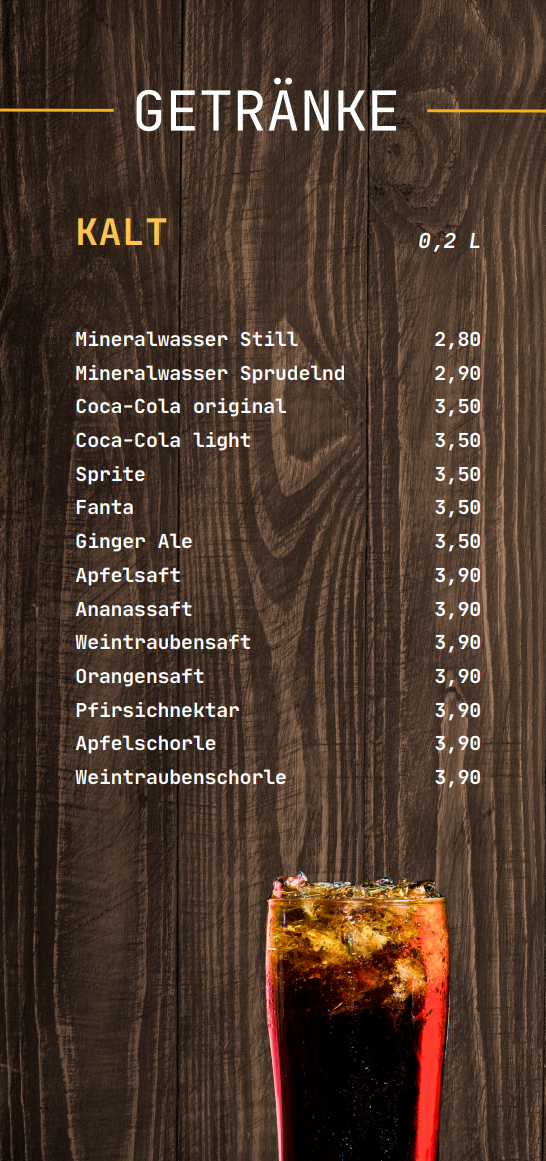 GETRÄNKE
KALT 0,2 L
Mineralwasser Still 2,80
Mineralwasser Sprudelnd 2,90
Coca-Cola original 3,50
Coca-Cola light 3,50
Sprite 3,50
Fanta 3,50
Ginger Ale 3,50
Apfelsaft 3,90
Ananassaft 3,90
Weintraubensaft 3,90
Orangensaft 3,90
Pfirsichnektar 3,90
Apfelschorle 3,90
Weintraubenschorle 3,90